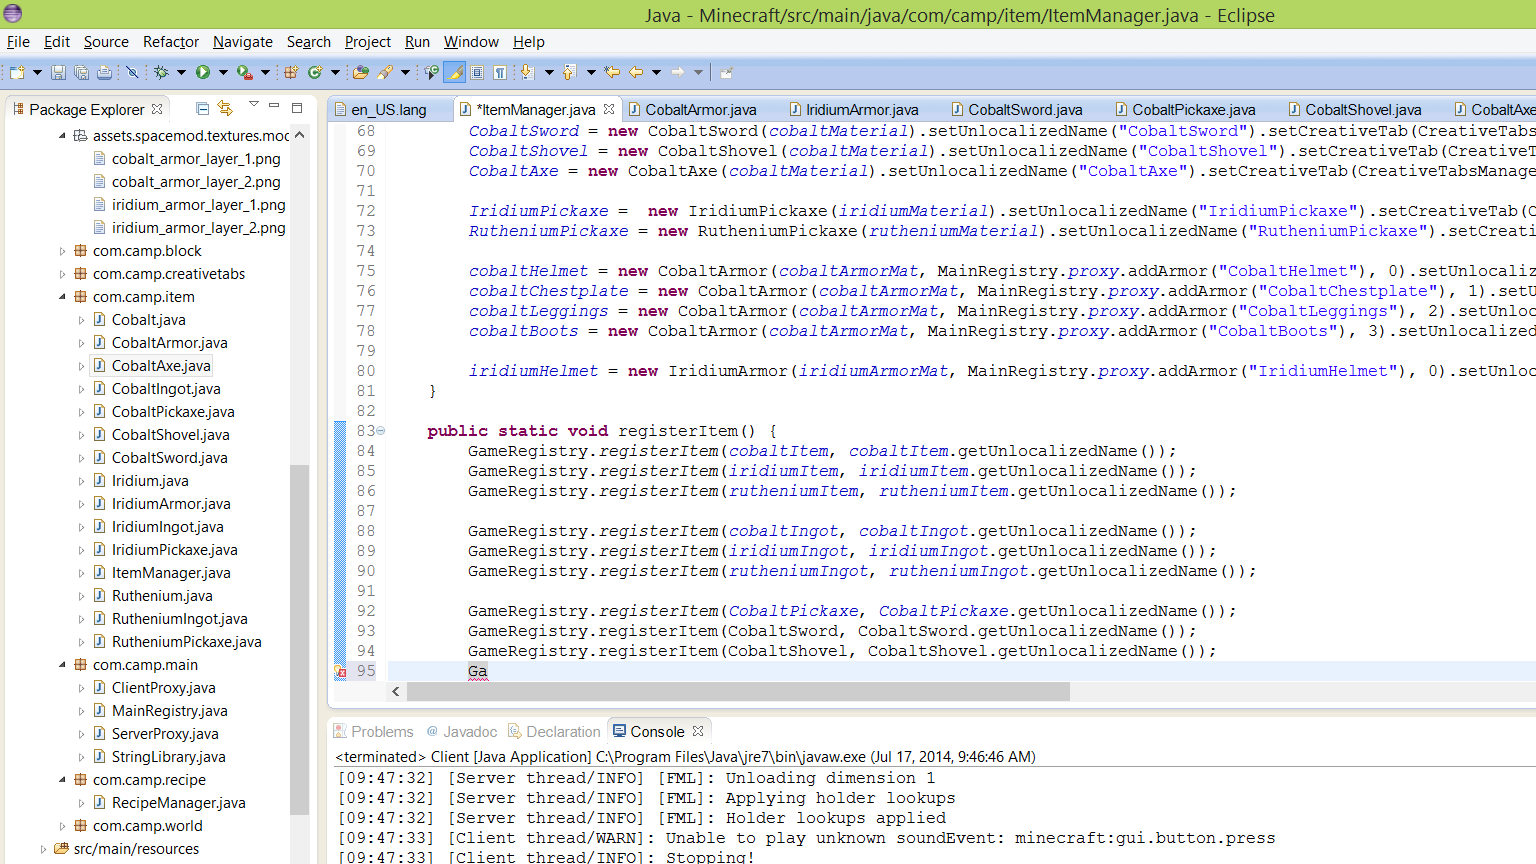 Java - Minecraft/src/main/java/com/camp/item/ItemManager.java - Eclipse
File Edit Source Refactor Navigate Search Project Run Window Help
Package Explorer
assets.spacemod.textures.moc
cobalt_armor_layer_1.png
cobalt_armor_layer_2.png
iridium_armor_layer_1.png
iridium_armor_layer_2.png
com.camp.block
com.camp.creativetabs
com.camp.item
Cobalt.java
CobaltArmor.java
CobaltAxe.java
CobaltIngot.java
CobaltPickaxe.java
CobaltShovel.java
CobaltSword.java
Iridium.java
IridiumArmor.java
IridiumIngot.java
IridiumPickaxe.java
ItemManager.java
Ruthenium.java
RutheniumIngot.java
RutheniumPickaxe.java
com.camp.main
ClientProxy.java
MainRegistry.java
ServerProxy.java
StringLibrary.java
com.camp.recipe
RecipeManager.java
com.camp.world
src/main/resources
en_US.lang *ItemManager.java CobaltArmor.java IridiumArmor.java CobaltSword.java CobaltPickaxe.java CobaltShovel.java CobaltAxe
68 CobaltSword = new CobaltSword(cobaltMaterial).setUnlocalizedName("CobaltSword").setCreativeTab(CreativeTabs
69 CobaltShovel = new CobaltShovel(cobaltMaterial).setUnlocalizedName("CobaltShovel").setCreativeTab(CreativeT
70 CobaltAxe = new CobaltAxe(cobaltMaterial).setUnlocalizedName("CobaltAxe").setCreativeTab(CreativeTabsManage
71
72 IridiumPickaxe =  new IridiumPickaxe(iridiumMaterial).setUnlocalizedName("IridiumPickaxe").setCreativeTab(C
73 RutheniumPickaxe = new RutheniumPickaxe(rutheniumMaterial).setUnlocalizedName("RutheniumPickaxe").setCreati
74
75 cobaltHelmet = new CobaltArmor(cobaltArmorMat, MainRegistry.proxy.addArmor("CobaltHelmet"), 0).setUnlocaliz
76 cobaltChestplate = new CobaltArmor(cobaltArmorMat, MainRegistry.proxy.addArmor("CobaltChestplate"), 1).setU
77 cobaltLeggings = new CobaltArmor(cobaltArmorMat, MainRegistry.proxy.addArmor("CobaltLeggings"), 2).setUnloc
78 cobaltBoots = new CobaltArmor(cobaltArmorMat, MainRegistry.proxy.addArmor("CobaltBoots"), 3).setUnlocalized
79
80 iridiumHelmet = new IridiumArmor(iridiumArmorMat, MainRegistry.proxy.addArmor("IridiumHelmet"), 0).setUnloc
81 }
82
83 public static void registerItem() {
84 GameRegistry.registerItem(cobaltItem, cobaltItem.getUnlocalizedName());
85 GameRegistry.registerItem(iridiumItem, iridiumItem.getUnlocalizedName());
86 GameRegistry.registerItem(rutheniumItem, rutheniumItem.getUnlocalizedName());
87
88 GameRegistry.registerItem(cobaltIngot, cobaltIngot.getUnlocalizedName());
89 GameRegistry.registerItem(iridiumIngot, iridiumIngot.getUnlocalizedName());
90 GameRegistry.registerItem(rutheniumIngot, rutheniumIngot.getUnlocalizedName());
91
92 GameRegistry.registerItem(CobaltPickaxe, CobaltPickaxe.getUnlocalizedName());
93 GameRegistry.registerItem(CobaltSword, CobaltSword.getUnlocalizedName());
94 GameRegistry.registerItem(CobaltShovel, CobaltShovel.getUnlocalizedName());
95 Ga
Problems @ Javadoc Declaration Console
<terminated> Client [Java Application] C:\Program Files\Java\jre7\bin\javaw.exe (Jul 17, 2014, 9:46:46 AM)
[09:47:32] [Server thread/INFO] [FML]: Unloading dimension 1
[09:47:32] [Server thread/INFO] [FML]: Applying holder lookups
[09:47:32] [Server thread/INFO] [FML]: Holder lookups applied
[09:47:33] [Client thread/WARN]: Unable to play unknown soundEvent: minecraft:gui.button.press
[09:47:33] [Client thread/INFO]: Stopping!